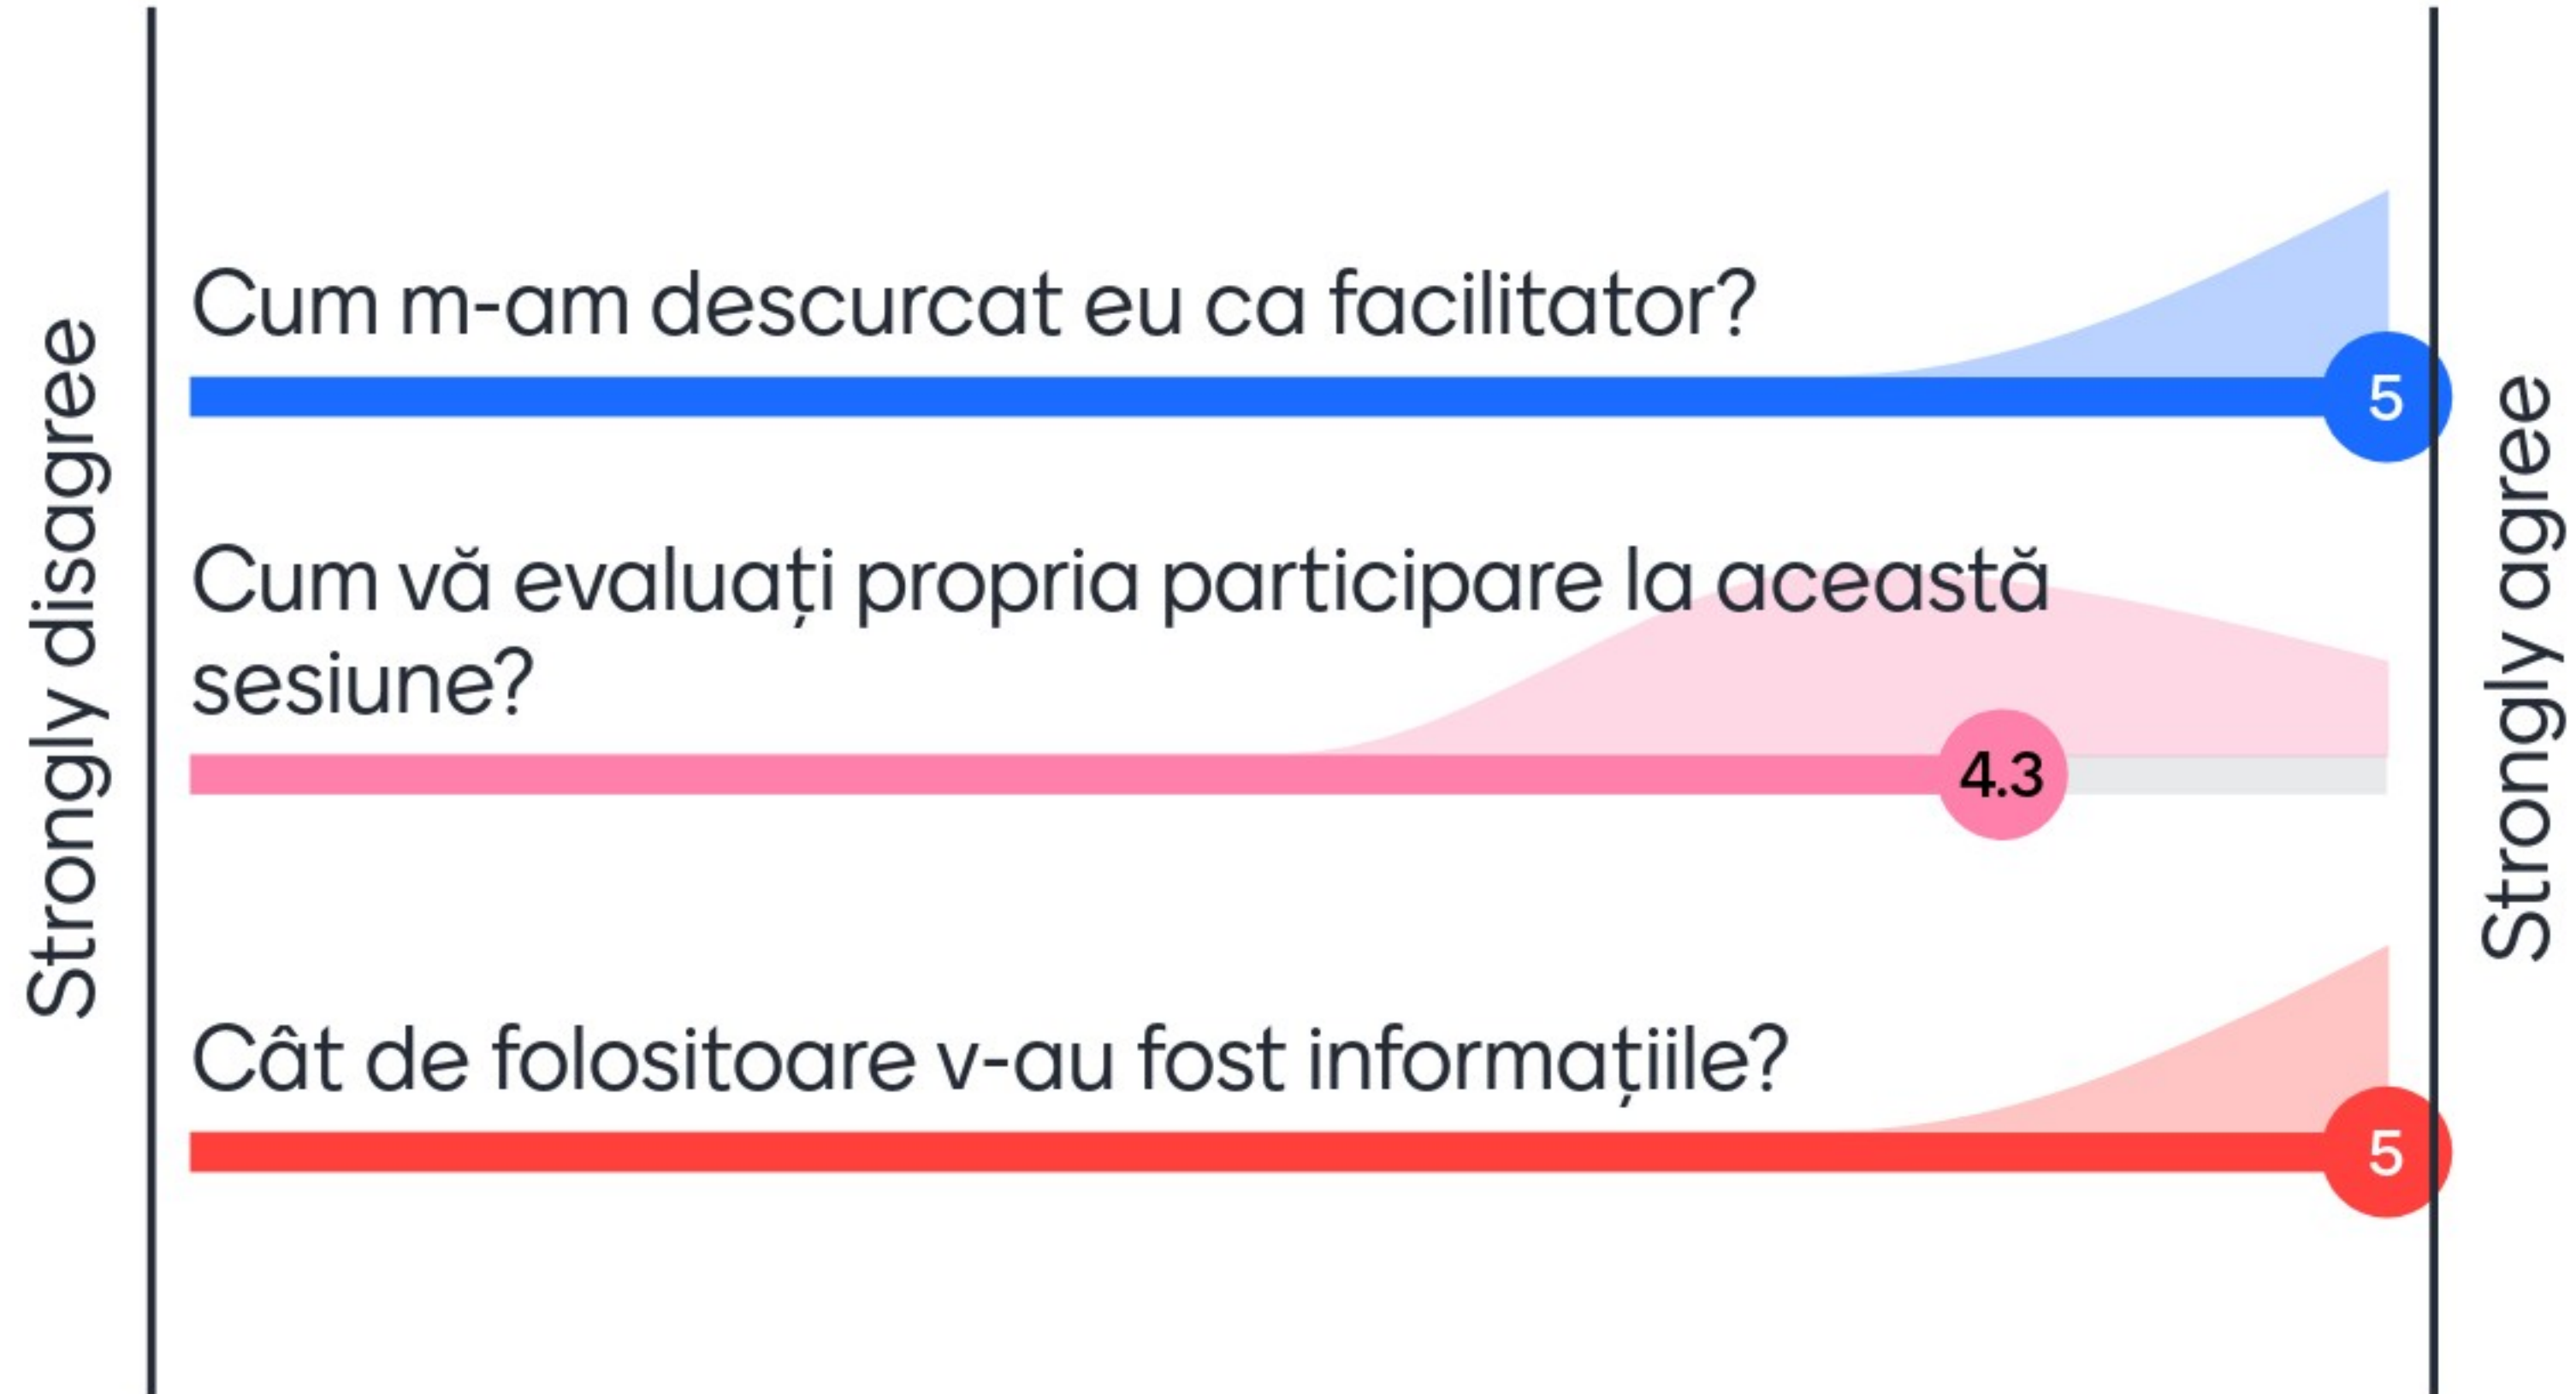 Strongly disagree
Cum m-am descurcat eu ca facilitator?
5
Cum vă evaluați propria participare la această
sesiune?
4.3
Cât de folositoare v-au fost informațiile?
5
Strongly agree